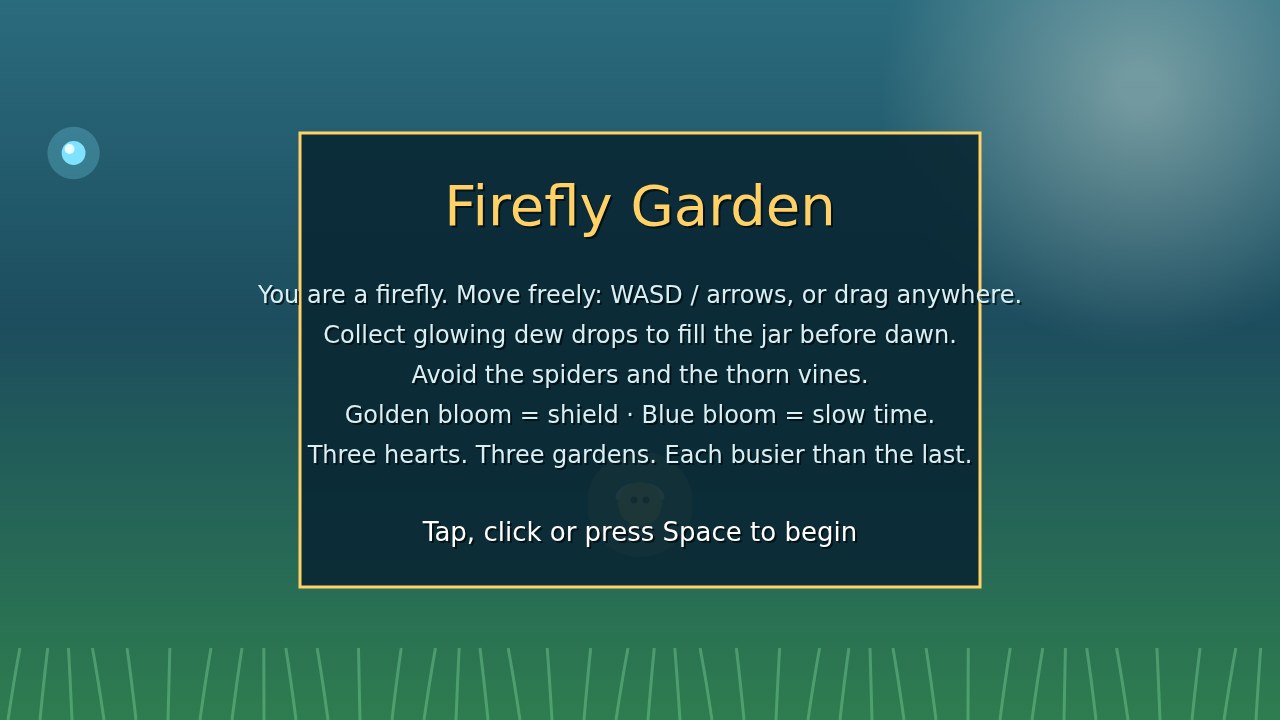 Firefly Garden
You are a firefly. Move freely: WASD / arrows, or drag anywhere.
Collect glowing dew drops to fill the jar before dawn.
Avoid the spiders and the thorn vines.
Golden bloom = shield · Blue bloom = slow time.
Three hearts. Three gardens. Each busier than the last.
Tap, click or press Space to begin